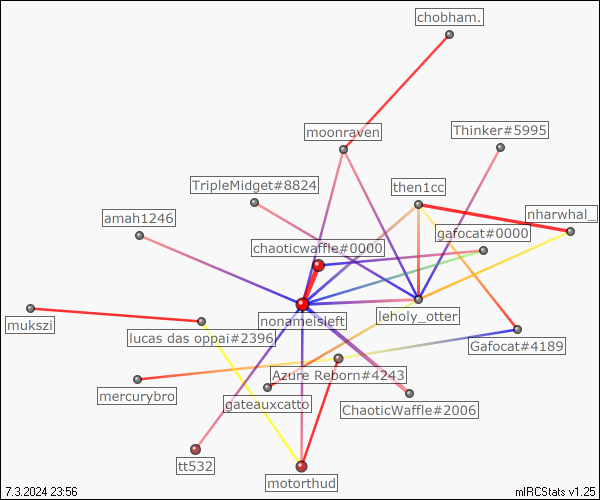 chobham.
moonraven
Thinker#5995
TripleMidget#8824
then1cc
amah1246
nharwhal_
gafocat#0000
chaoticwaffle#0000
nonameisleft
leholy_otter
mukszi
lucas das oppai#2396
Gafocat#4189
Azure Reborn#4243
mercurybro
gateauxcatto
ChaoticWaffle#2006
tt532
motorthud
7.3.2024 23:56
mIRCStats v1.25